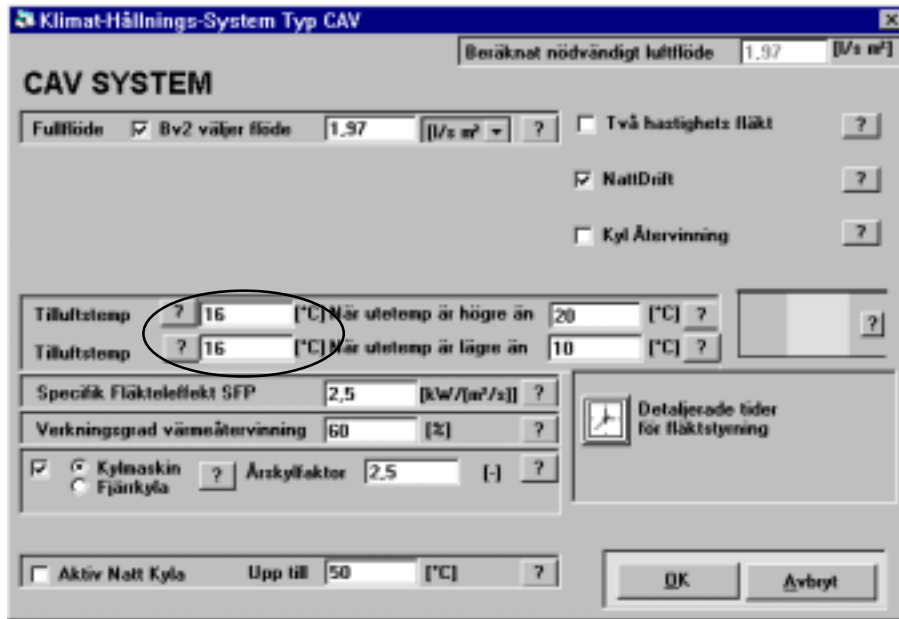 Klimat-Hållnings-System Typ CAV
Beräknat nödvändigt luftflöde 1,97 [l/s m²]
CAV SYSTEM
Fullflöde Bv2 väljer flöde 1,97 [l/s m² ?
Två hastighets fläkt ?
NattDrift ?
Kyl Återvinning ?
Tilluftstemp ? 16 [°C] När utetemp är högre än 20 [°C] ?
Tilluftstemp ? 16 [°C] När utetemp är lägre än 10 [°C] ?
?
Specifik Fläkteleffekt SFP 2,5 [kW/[m³/s]] ?
Verkningsgrad värmeåtervinning 60 [%] ?
Detaljerade tider
för fläktstyrning
Kylmaskin ? Årskylfaktor 2,5 [-] ?
Fjärrkyla
Aktiv Natt Kyla Upp till 50 [°C] ?
OK Avbryt